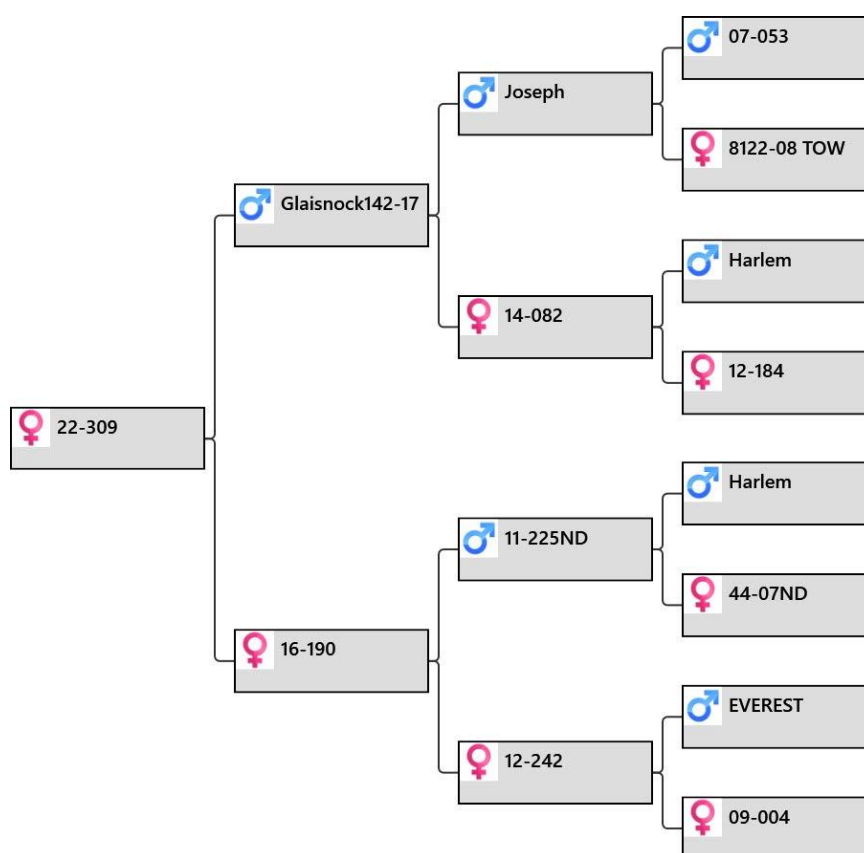 07-053
Joseph
8122-08 TOW
Glaisnock142-17
Harlem
14-082
12-184
22-309
Harlem
11-225ND
44-07ND
16-190
EVEREST
12-242
09-004